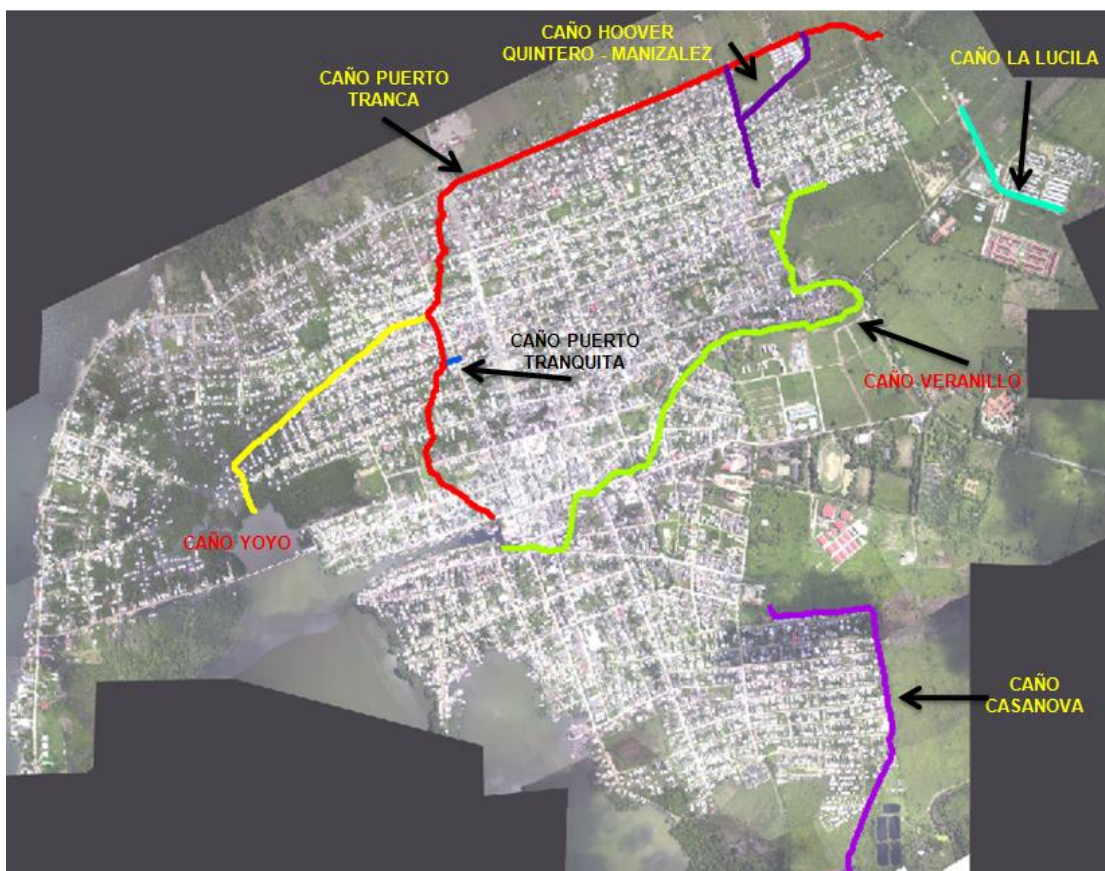 CAÑO HOOVER
QUINTERO - MANIZALEZ
CAÑO LA LUCILA
CAÑO PUERTO
TRANCA
CAÑO PUERTO
TRANQUITA
CAÑO VERANILLO
CAÑO YOYO
CAÑO
CASANOVA